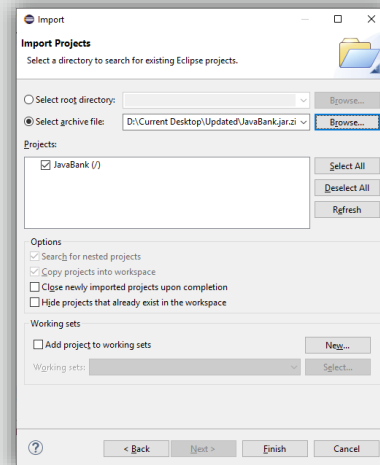 Import
Import Projects
Select a directory to search for existing Eclipse projects.
Select root directory: Browse...
Select archive file: D:\Current Desktop\Updated\JavaBank.jar.zi Browse...
Projects:
JavaBank (/)
Select All
Deselect All
Refresh
Options
Search for nested projects
Copy projects into workspace
Close newly imported projects upon completion
Hide projects that already exist in the workspace
Working sets
Add project to working sets New...
Working sets: Select...
? < Back Next > Finish Cancel